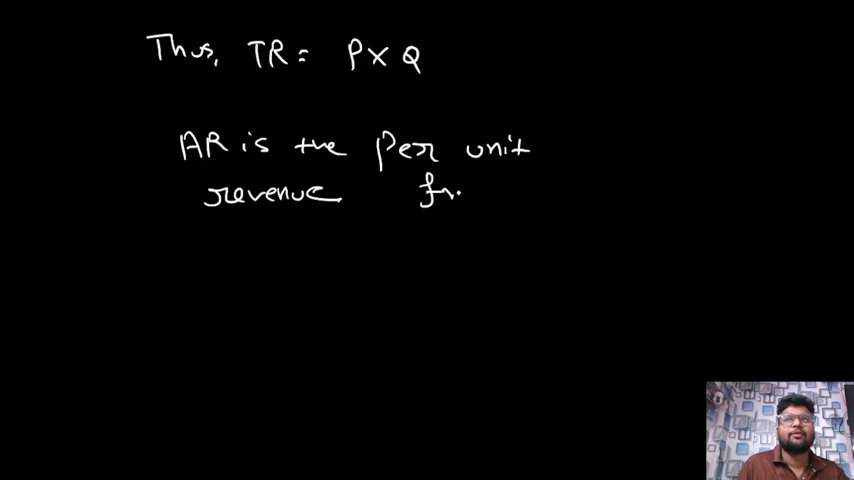 Thus, TR = P x Q
AR is the per unit
revenue fr